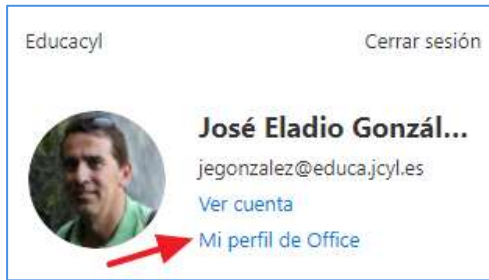 Educacyl
Cerrar sesión
José Eladio Gonzál...
jegonzalez@educa.jcyl.es
Ver cuenta
Mi perfil de Office